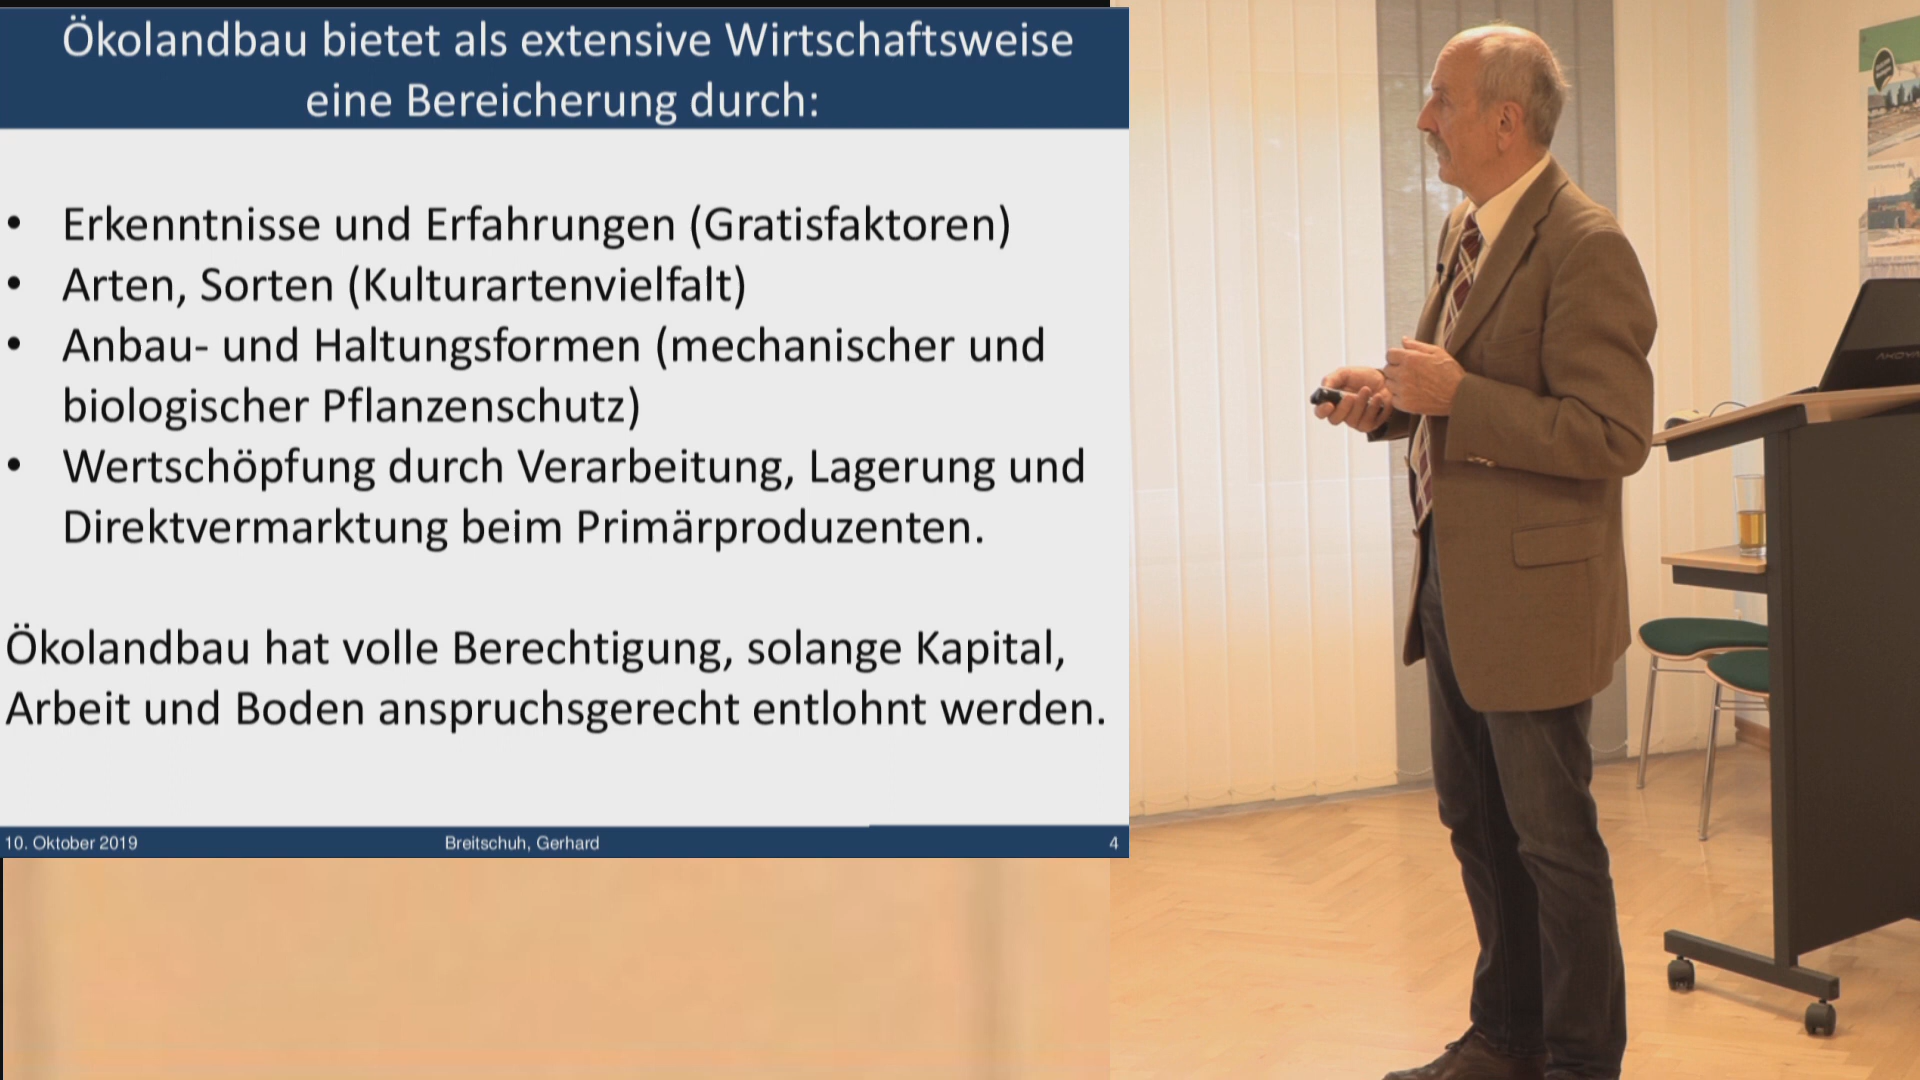 Ökolandbau bietet als extensive Wirtschaftsweise
eine Bereicherung durch:
• Erkenntnisse und Erfahrungen (Gratisfaktoren)
• Arten, Sorten (Kulturartenvielfalt)
• Anbau- und Haltungsformen (mechanischer und
biologischer Pflanzenschutz)
• Wertschöpfung durch Verarbeitung, Lagerung und
Direktvermarktung beim Primärproduzenten.
Ökolandbau hat volle Berechtigung, solange Kapital,
Arbeit und Boden anspruchsgerecht entlohnt werden.
10. Oktober 2019
Breitschuh, Gerhard
4